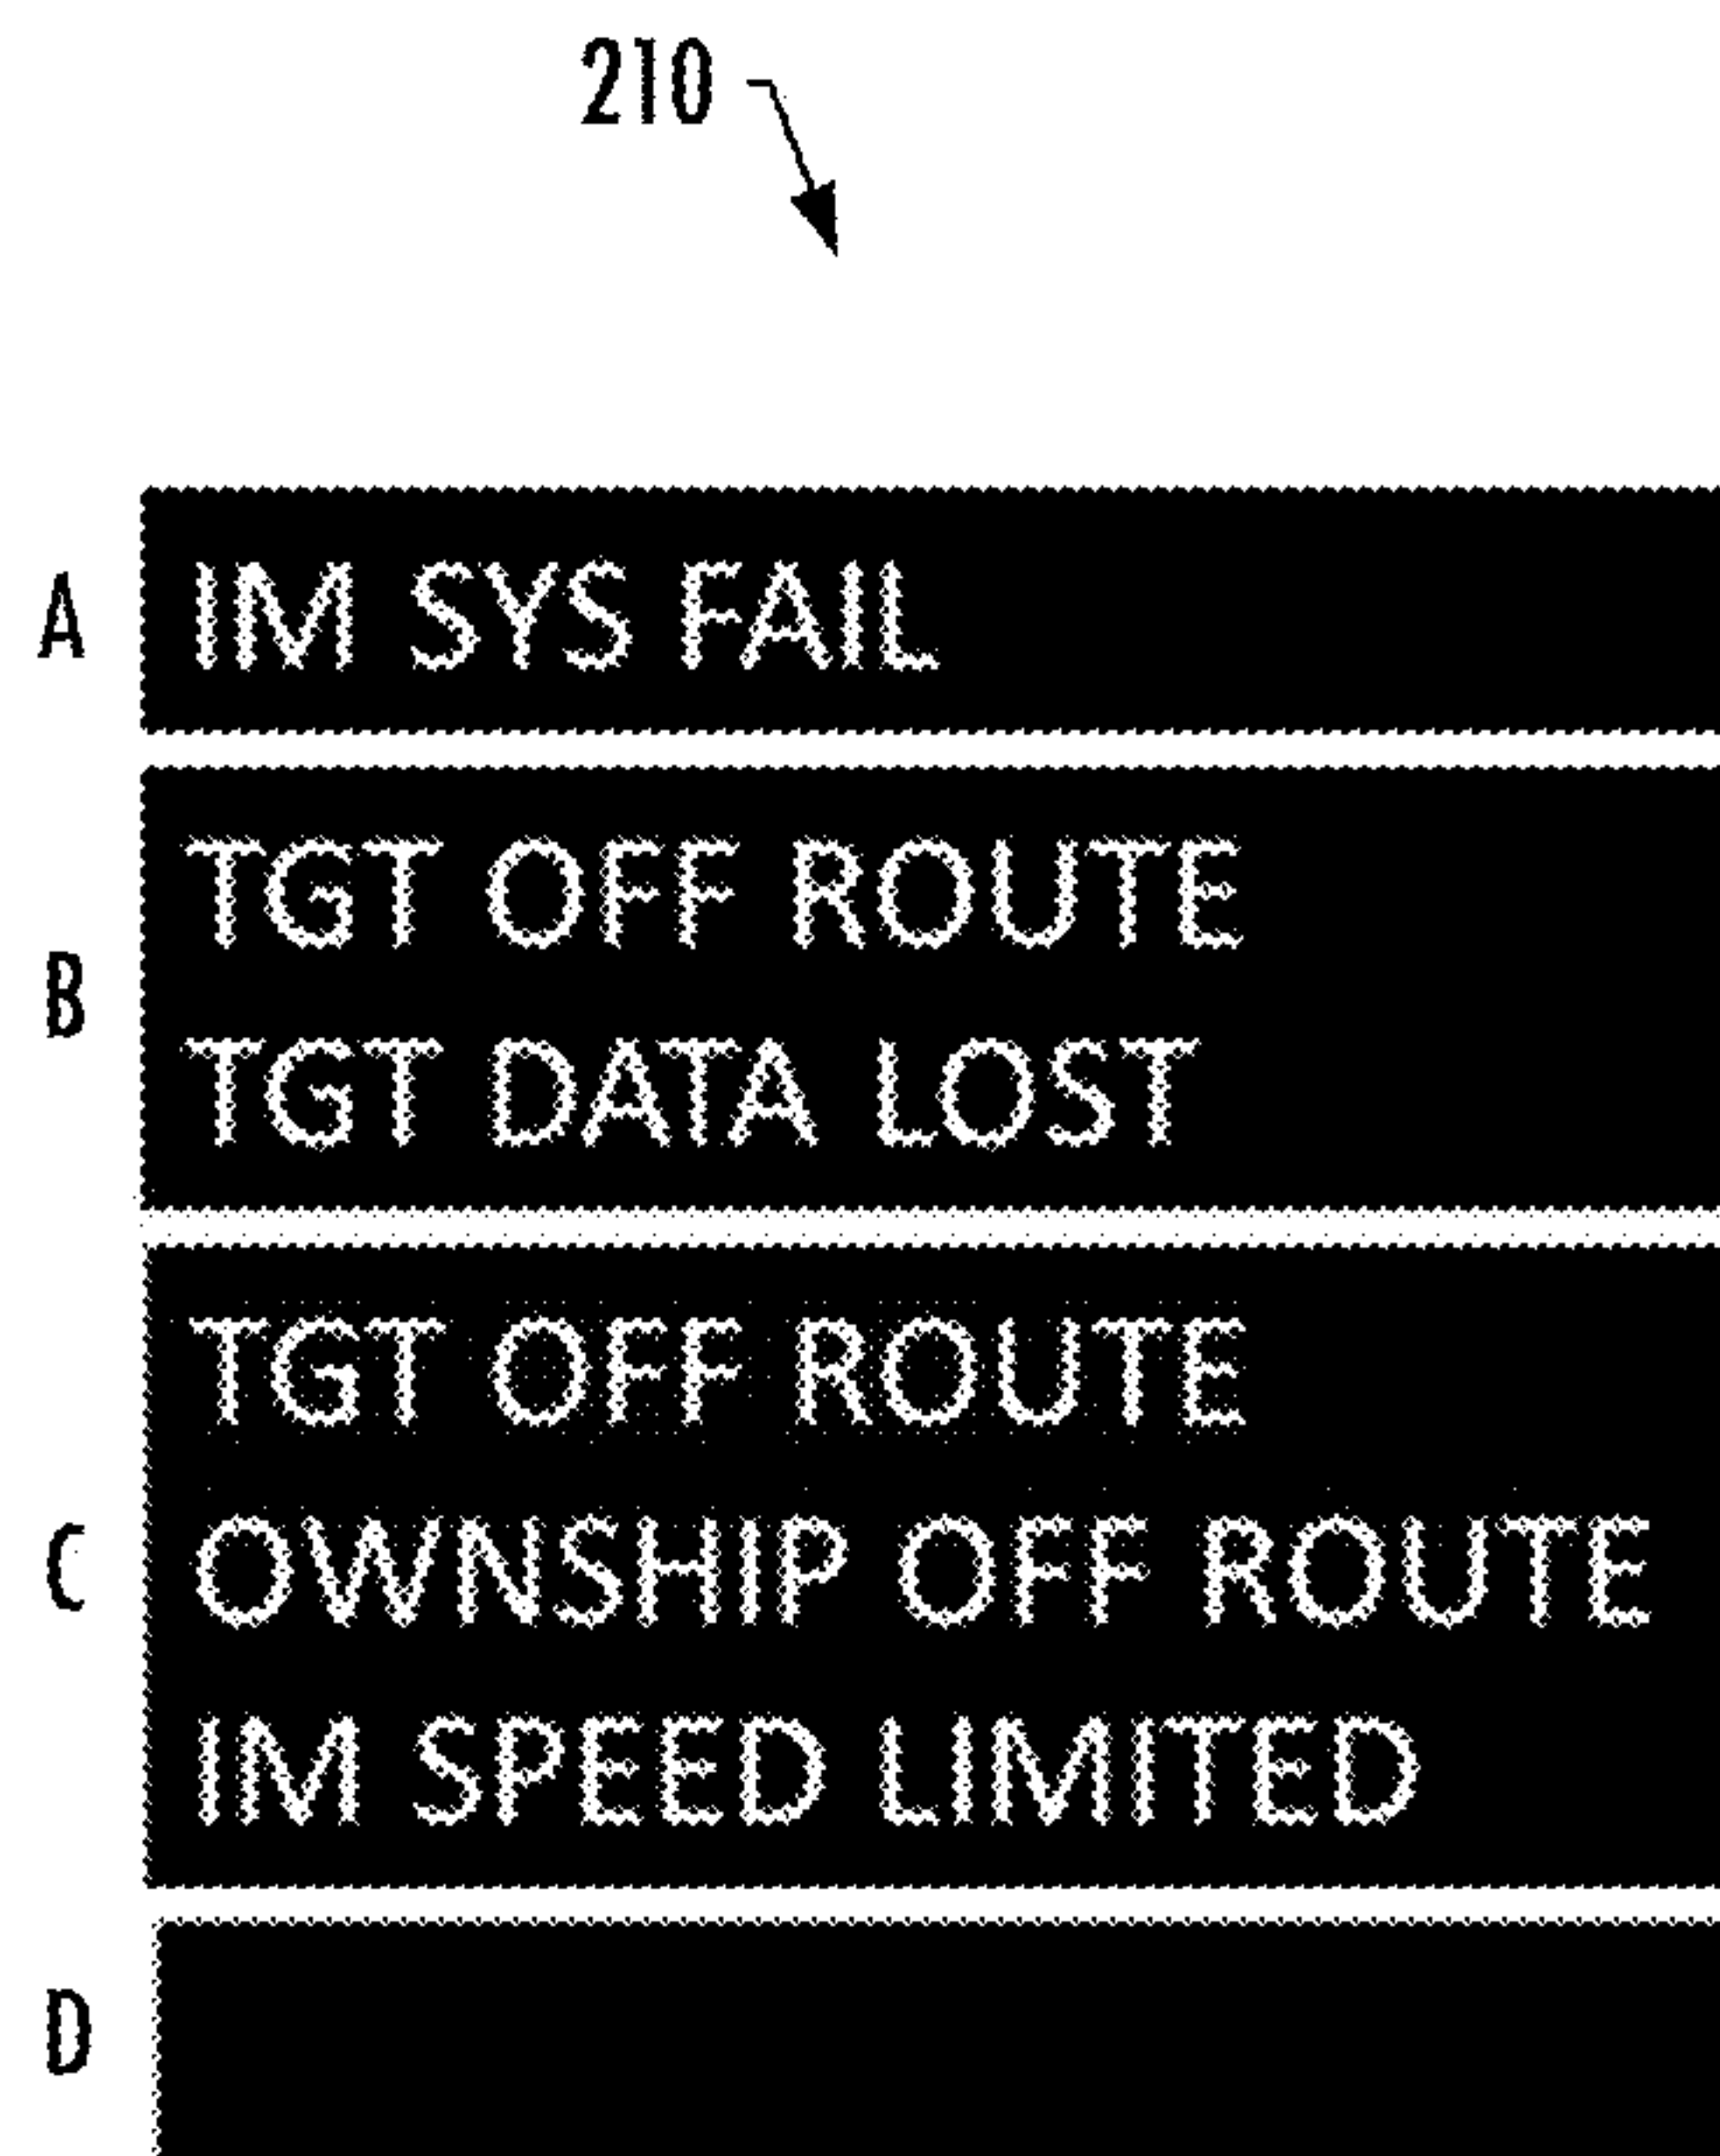 210
A
IM SYS FAIL
B
TGT OFF ROUTE
TGT DATA LOST
C
TGT OFF ROUTE
OWNSHIP OFF ROUTE
IM SPEED LIMITED
D